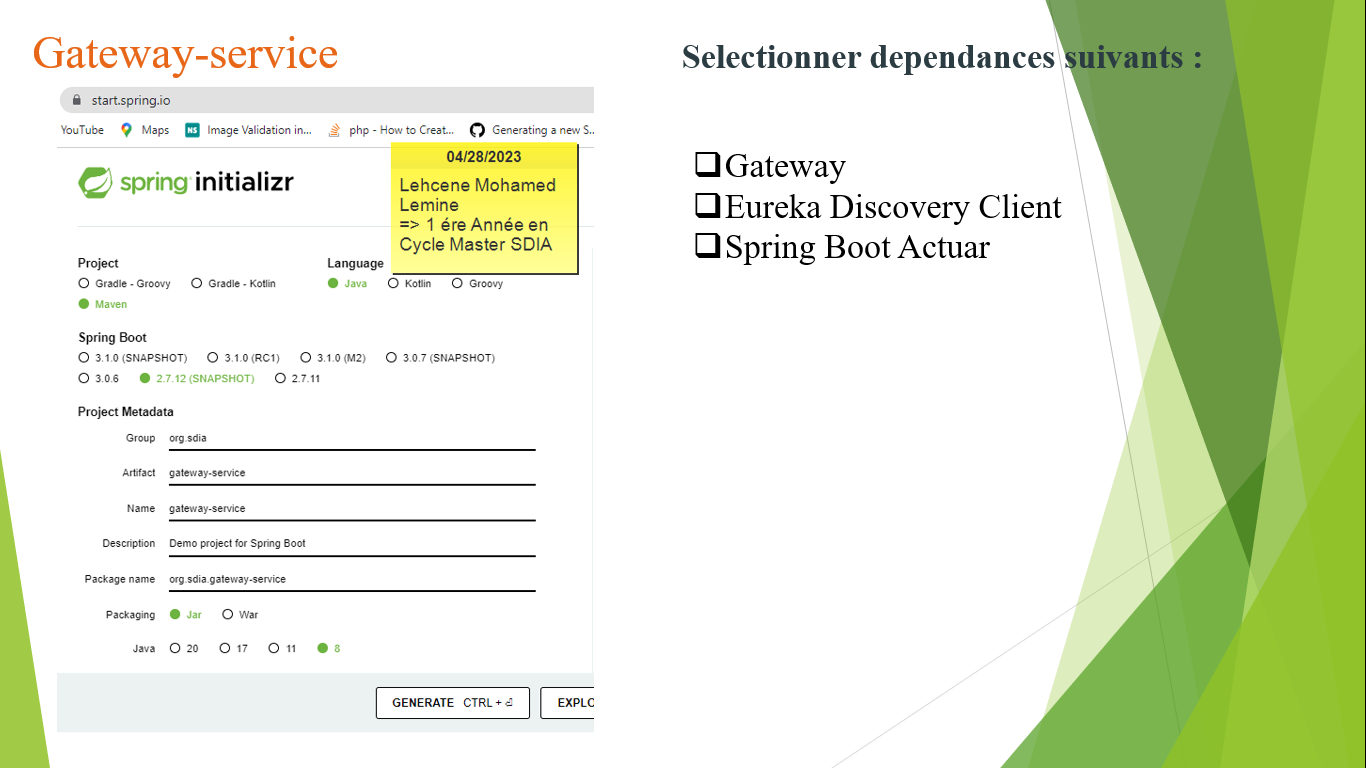 Gateway-service
start.spring.io
YouTube Maps Image Validation in... php - How to Creat... Generating a new S...
spring initializr
04/28/2023
Lehcene Mohamed
Lemine
=> 1 ére Année en
Cycle Master SDIA
Project
Gradle - Groovy Gradle - Kotlin
Maven
Language
Java Kotlin Groovy
Spring Boot
3.1.0 (SNAPSHOT) 3.1.0 (RC1) 3.1.0 (M2) 3.0.7 (SNAPSHOT)
3.0.6 2.7.12 (SNAPSHOT) 2.7.11
Project Metadata
Group org.sdia
Artifact gateway-service
Name gateway-service
Description Demo project for Spring Boot
Package name org.sdia.gateway-service
Packaging Jar War
Java 20 17 11 8
GENERATE CTRL + ⏎ EXPLO
Selectionner dependances suivants :
Gateway
Eureka Discovery Client
Spring Boot Actuar